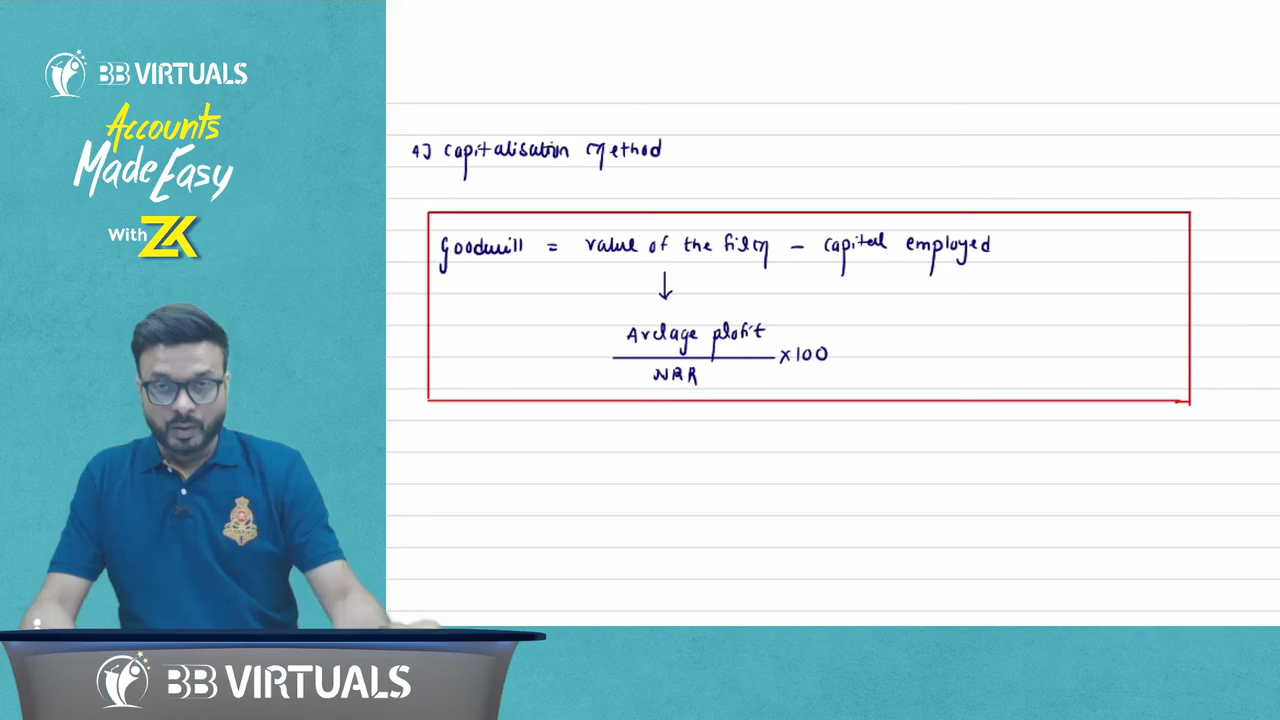 BB VIRTUALS
Accounts
Made Easy
With ZK
4] Capitalisation Method
Goodwill = value of the firm - capital employed
Average profit
x100
NRR
BB VIRTUALS